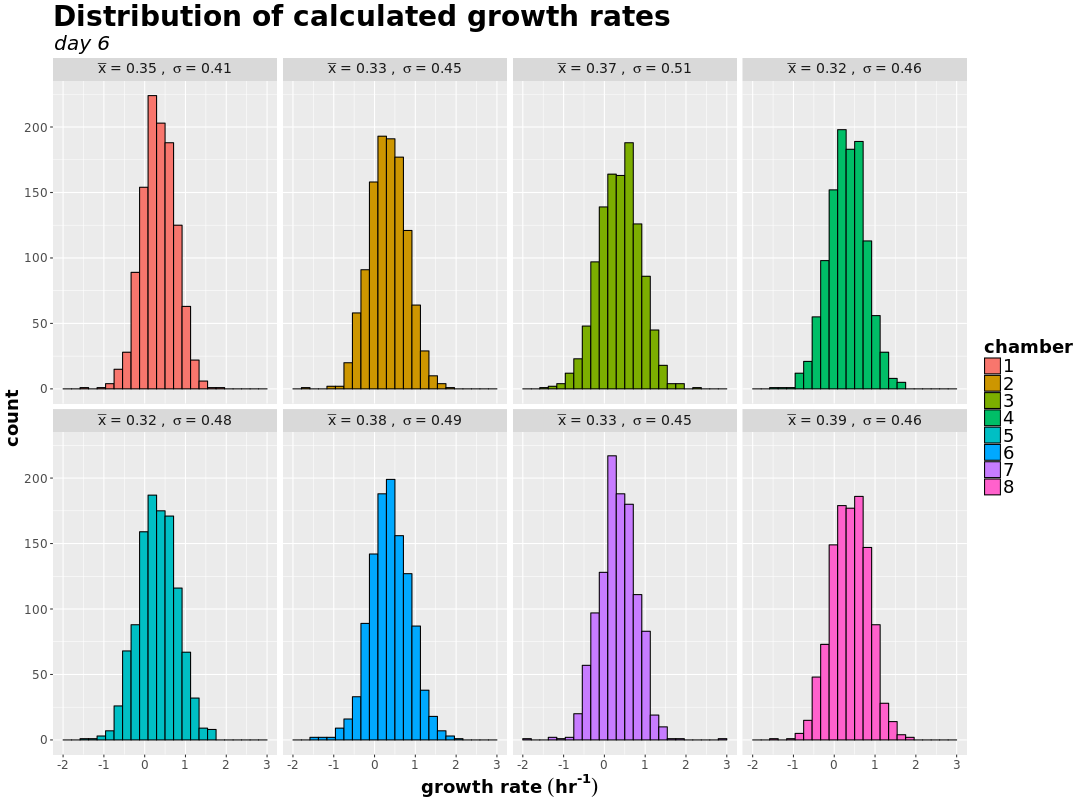 Distribution of calculated growth rates
day 6
x̅ = 0.35 , σ = 0.41
x̅ = 0.33 , σ = 0.45
x̅ = 0.37 , σ = 0.51
x̅ = 0.32 , σ = 0.46
200
150
100
50
0
x̅ = 0.32 , σ = 0.48
x̅ = 0.38 , σ = 0.49
x̅ = 0.33 , σ = 0.45
x̅ = 0.39 , σ = 0.46
200
150
100
50
0
-2 -1 0 1 2 3
-2 -1 0 1 2 3
-2 -1 0 1 2 3
-2 -1 0 1 2 3
count
growth rate (hr⁻¹)
chamber
1
2
3
4
5
6
7
8